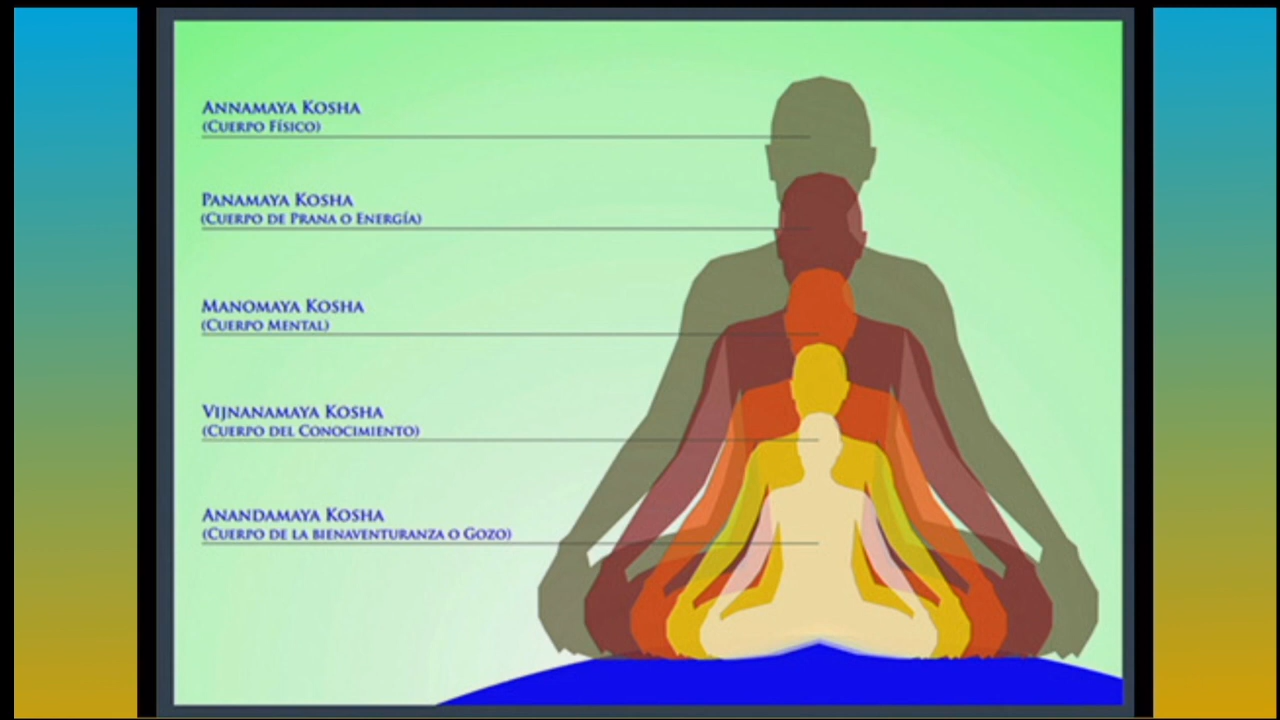 Annamaya Kosha
(Cuerpo Físico)
Panamaya Kosha
(Cuerpo de Prana o Energía)
Manomaya Kosha
(Cuerpo Mental)
Vijnanamaya Kosha
(Cuerpo del Conocimiento)
Anandamaya Kosha
(Cuerpo de la bienaventuranza o Gozo)